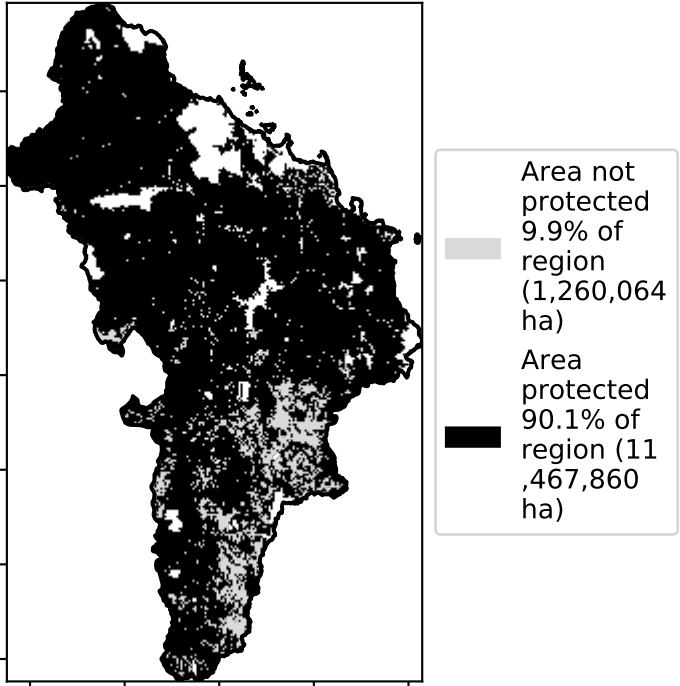 Area not
protected
9.9% of
region
(1,260,064
ha)
Area
protected
90.1% of
region (11
,467,860
ha)